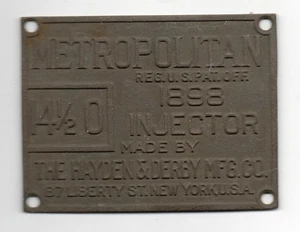 METROPOLITAN
REG. U.S. PAT. OFF.
1898
4½ O
INJECTOR
MADE BY
THE HAYDEN & DERBY MFG. CO.
87 LIBERTY ST. NEW YORK U.S.A.